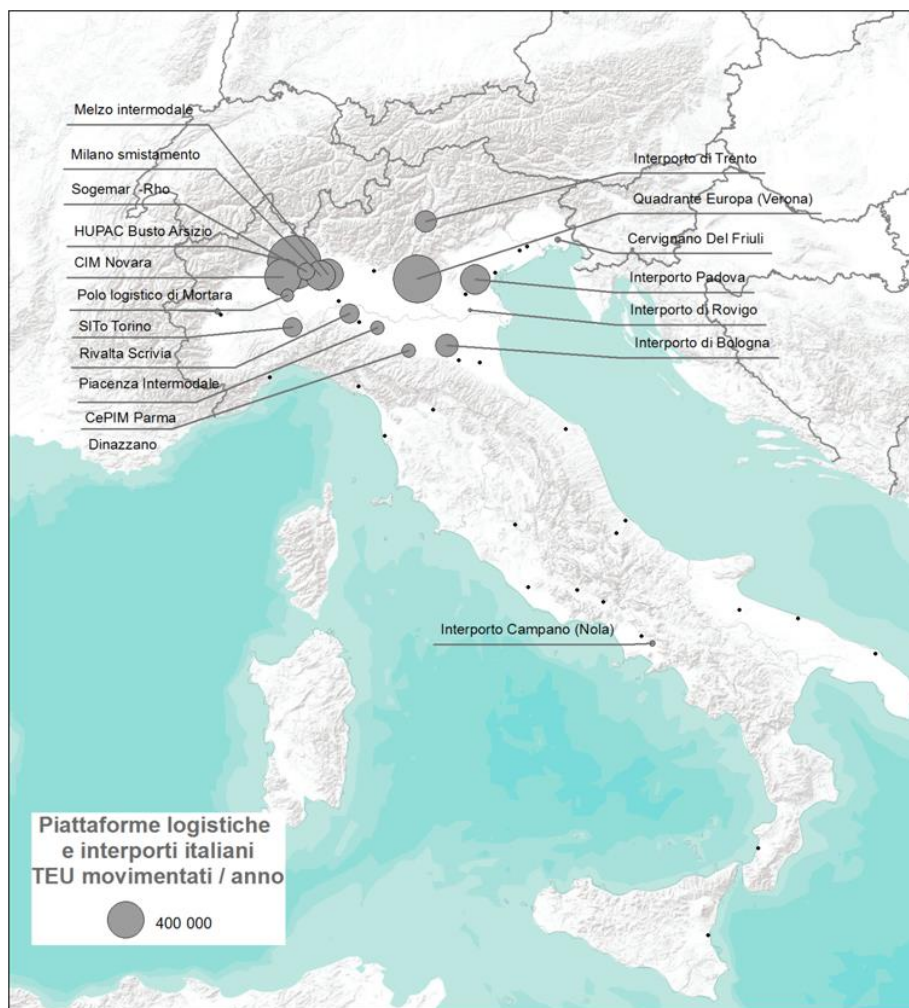 Melzo intermodale
Milano smistamento
Sogemar -Rho
HUPAC Busto Arsizio
CIM Novara
Polo logistico di Mortara
SITo Torino
Rivalta Scrivia
Piacenza Intermodale
CePIM Parma
Dinazzano
Interporto di Trento
Quadrante Europa (Verona)
Cervignano Del Friuli
Interporto Padova
Interporto di Rovigo
Interporto di Bologna
Interporto Campano (Nola)
Piattaforme logistiche
e interporti italiani
TEU movimentati / anno
400 000